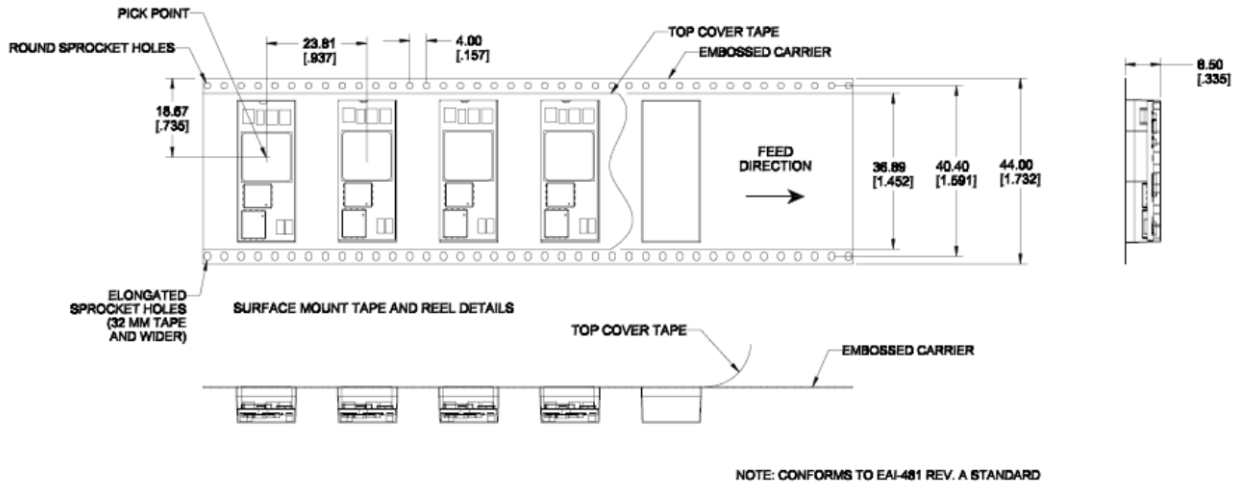 PICK POINT
ROUND SPROCKET HOLES
23.81
[.937]
4.00
[.157]
TOP COVER TAPE
EMBOSSED CARRIER
8.50
[.335]
18.67
[.735]
FEED
DIRECTION
36.89
[1.452]
40.40
[1.591]
44.00
[1.732]
ELONGATED
SPROCKET HOLES
(32 MM TAPE
AND WIDER)
SURFACE MOUNT TAPE AND REEL DETAILS
TOP COVER TAPE
EMBOSSED CARRIER
NOTE: CONFORMS TO EAI-481 REV. A STANDARD